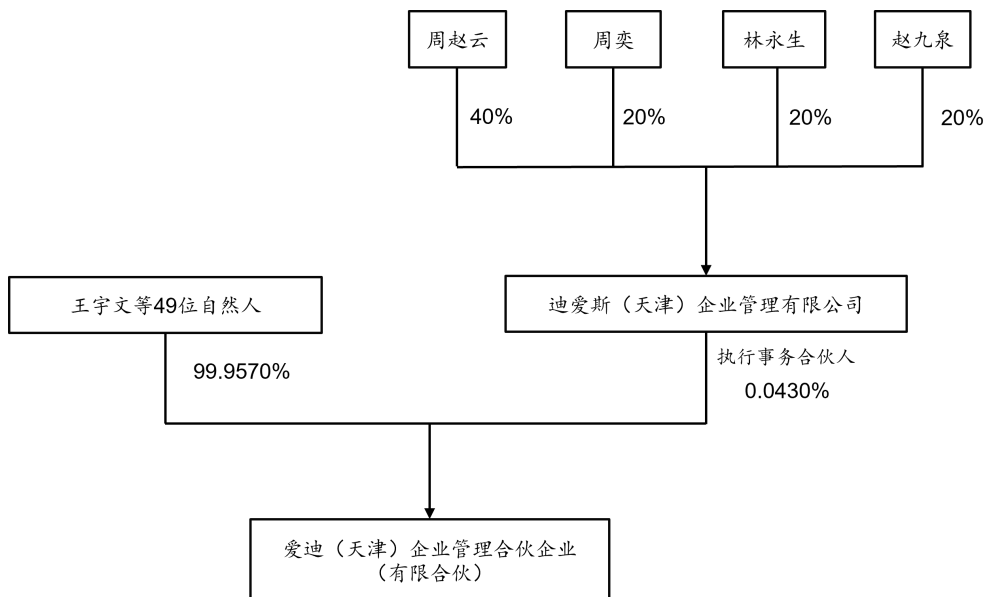 周赵云
周奕
林永生
赵九泉
40%
20%
20%
20%
王宇文等49位自然人
迪爱斯（天津）企业管理有限公司
99.9570%
执行事务合伙人
0.0430%
爱迪（天津）企业管理合伙企业
（有限合伙）